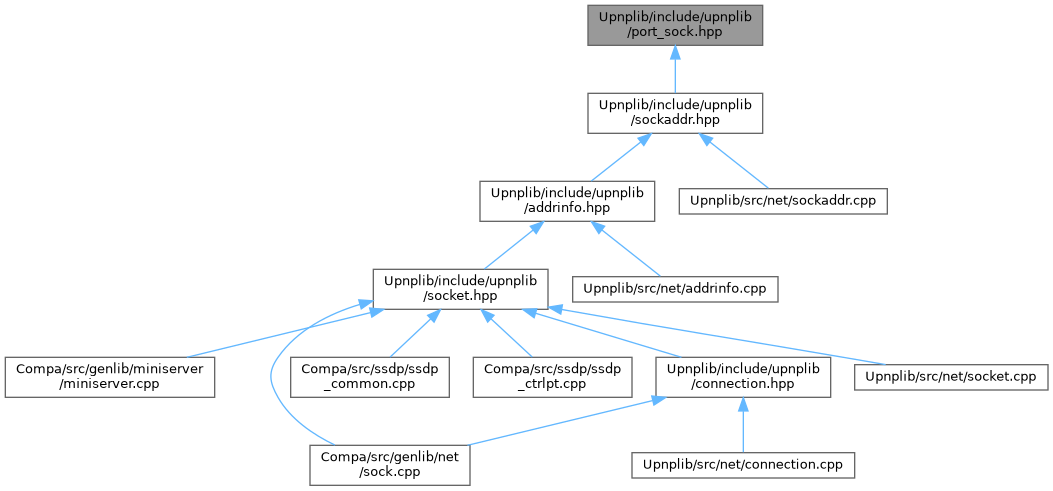 Upnplib/include/upnplib
/port_sock.hpp
Upnplib/include/upnplib
/sockaddr.hpp
Upnplib/include/upnplib
/addrinfo.hpp
Upnplib/src/net/sockaddr.cpp
Upnplib/include/upnplib
/socket.hpp
Upnplib/src/net/addrinfo.cpp
Compa/src/genlib/miniserver
/miniserver.cpp
Compa/src/ssdp/ssdp
_common.cpp
Compa/src/ssdp/ssdp
_ctrlpt.cpp
Upnplib/include/upnplib
/connection.hpp
Upnplib/src/net/socket.cpp
Compa/src/genlib/net
/sock.cpp
Upnplib/src/net/connection.cpp